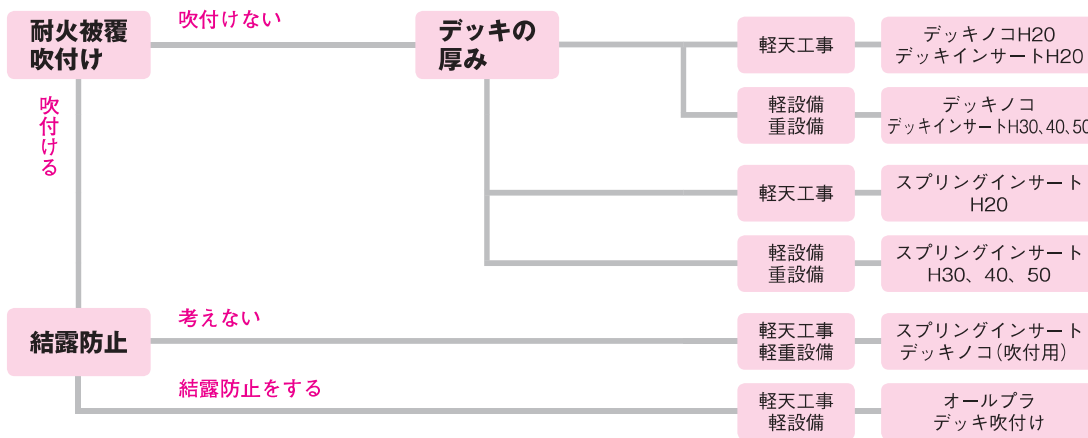 耐火被覆
吹付け
吹付けない
デッキの
厚み
軽天工事
デッキノコH20
デッキインサートH20
軽設備
重設備
デッキノコ
デッキインサートH30、40、50
吹付ける
軽天工事
スプリングインサート
H20
軽設備
重設備
スプリングインサート
H30、40、50
結露防止
考えない
軽天工事
軽重設備
スプリングインサート
デッキノコ(吹付用)
結露防止をする
軽天工事
軽設備
オールプラ
デッキ吹付け